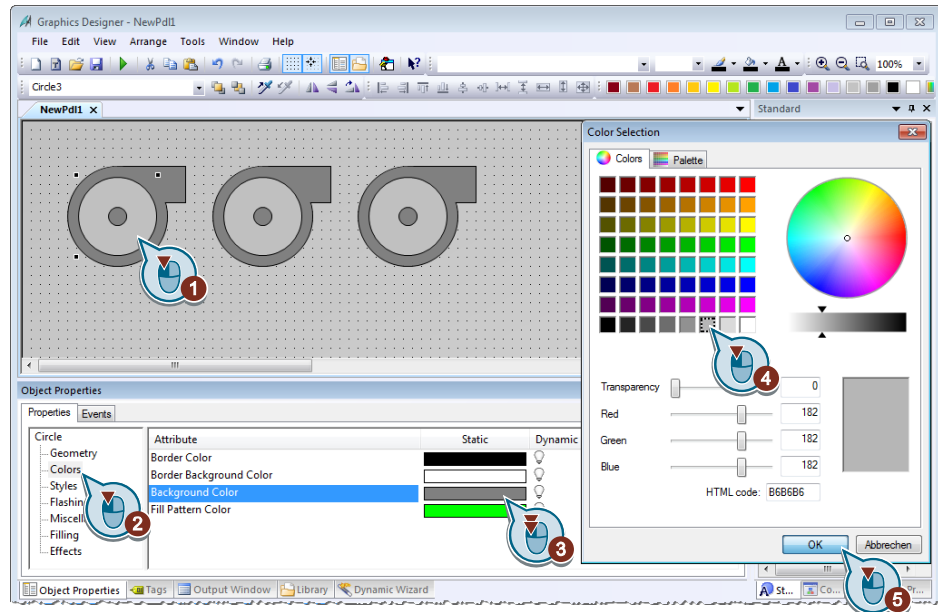 Graphics Designer - NewPdl1
File Edit View Arrange Tools Window Help
100%
Circle3
NewPdl1 X
Standard
Color Selection
Colors Palette
1
4
Transparency 0
Red 182
Green 182
Blue 182
HTML code: B6B6B6
OK Abbrechen
5
Object Properties
Properties Events
Circle
Geometry
Colors
Styles
Flashin
Miscell
Filling
Effects
2
Attribute Static Dynamic
Border Color
Border Background Color
Background Color
Fill Pattern Color
3
Object Properties Tags Output Window Library Dynamic Wizard
St... Co... Pr...